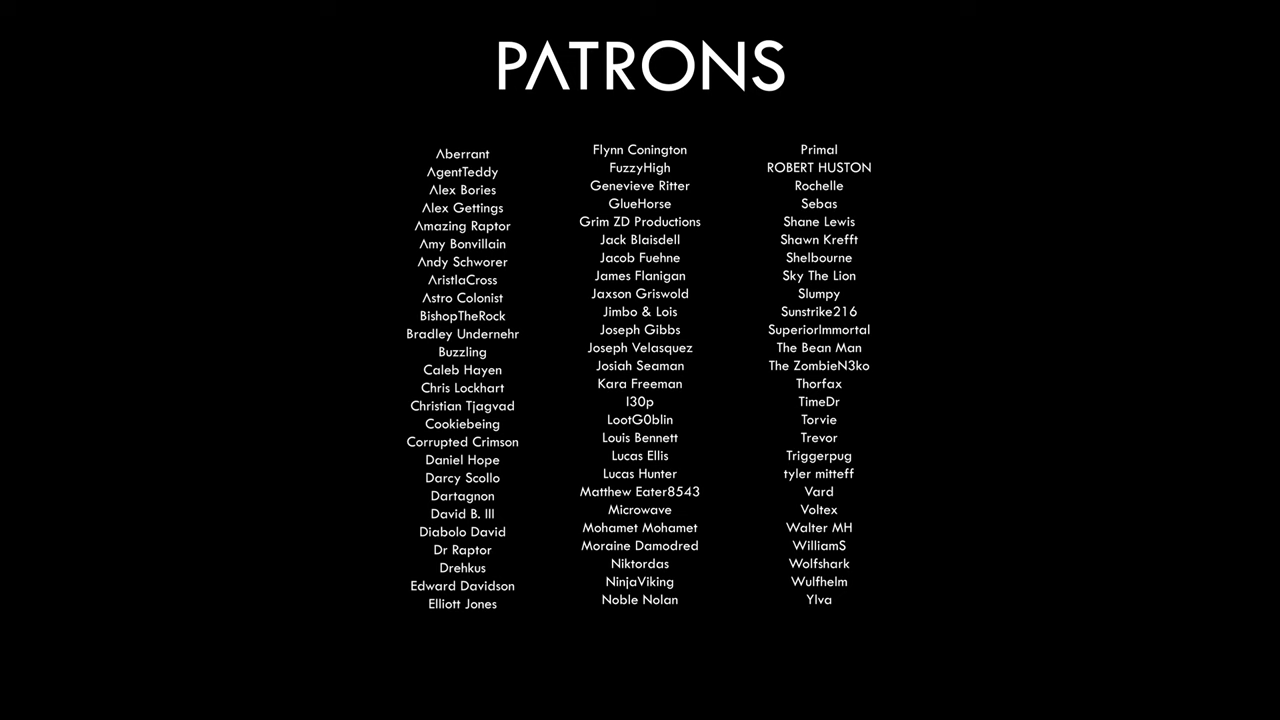 PATRONS
Aberrant
AgentTeddy
Alex Bories
Alex Gettings
Amazing Raptor
Amy Bonvillain
Andy Schworer
AristlaCross
Astro Colonist
BishopTheRock
Bradley Undernehr
Buzzling
Caleb Hayen
Chris Lockhart
Christian Tjagvad
Cookiebeing
Corrupted Crimson
Daniel Hope
Darcy Scollo
Dartagnon
David B. III
Diabolo David
Dr Raptor
Drehkus
Edward Davidson
Elliott Jones
Flynn Conington
FuzzyHigh
Genevieve Ritter
GlueHorse
Grim ZD Productions
Jack Blaisdell
Jacob Fuehne
James Flanigan
Jaxson Griswold
Jimbo & Lois
Joseph Gibbs
Joseph Velasquez
Josiah Seaman
Kara Freeman
l30p
LootG0blin
Louis Bennett
Lucas Ellis
Lucas Hunter
Matthew Eater8543
Microwave
Mohamet Mohamet
Moraine Damodred
Niktordas
NinjaViking
Noble Nolan
Primal
ROBERT HUSTON
Rochelle
Sebas
Shane Lewis
Shawn Krefft
Shelbourne
Sky The Lion
Slumpy
Sunstrike216
SuperiorImmortal
The Bean Man
The ZombieN3ko
Thorfax
TimeDr
Torvie
Trevor
Triggerpug
tyler mitteff
Vard
Voltex
Walter MH
WilliamS
Wolfshark
Wulfhelm
Ylva